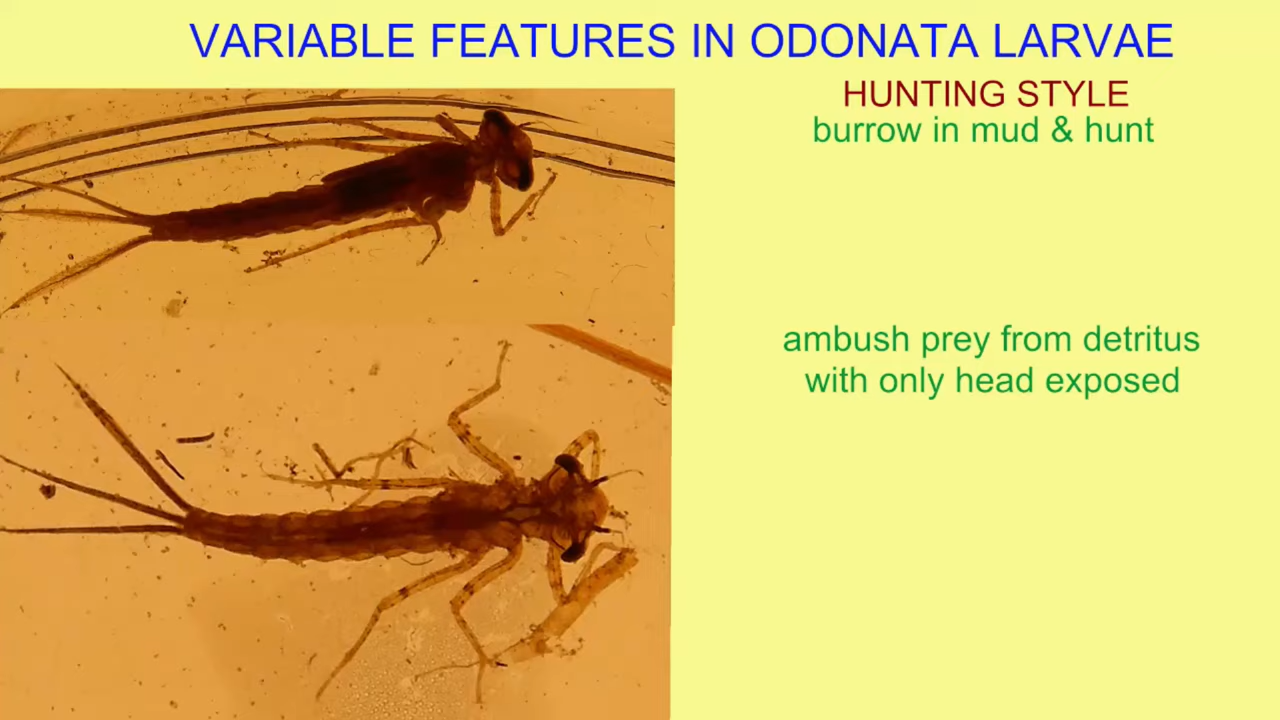 VARIABLE FEATURES IN ODONATA LARVAE
HUNTING STYLE
burrow in mud & hunt
ambush prey from detritus
with only head exposed